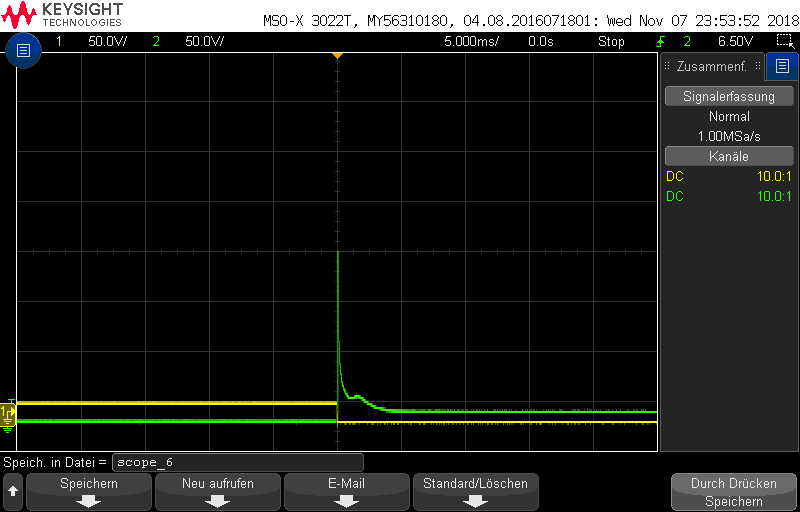 KEYSIGHT
TECHNOLOGIES
MSO-X 3022T, MY56310180, 04.08.2016071801: Wed Nov 07 23:53:52 2018
1 50.0V/ 2 50.0V/ 5.000ms/ 0.0s Stop 2 6.50V
Zusammenf.
Signalerfassung
Normal
1.00MSa/s
Kanäle
DC 10.0:1
DC 10.0:1
T
1
Speich. in Datei = scope_6
Speichern
Neu aufrufen
E-Mail
Standard/Löschen
Durch Drücken
Speichern